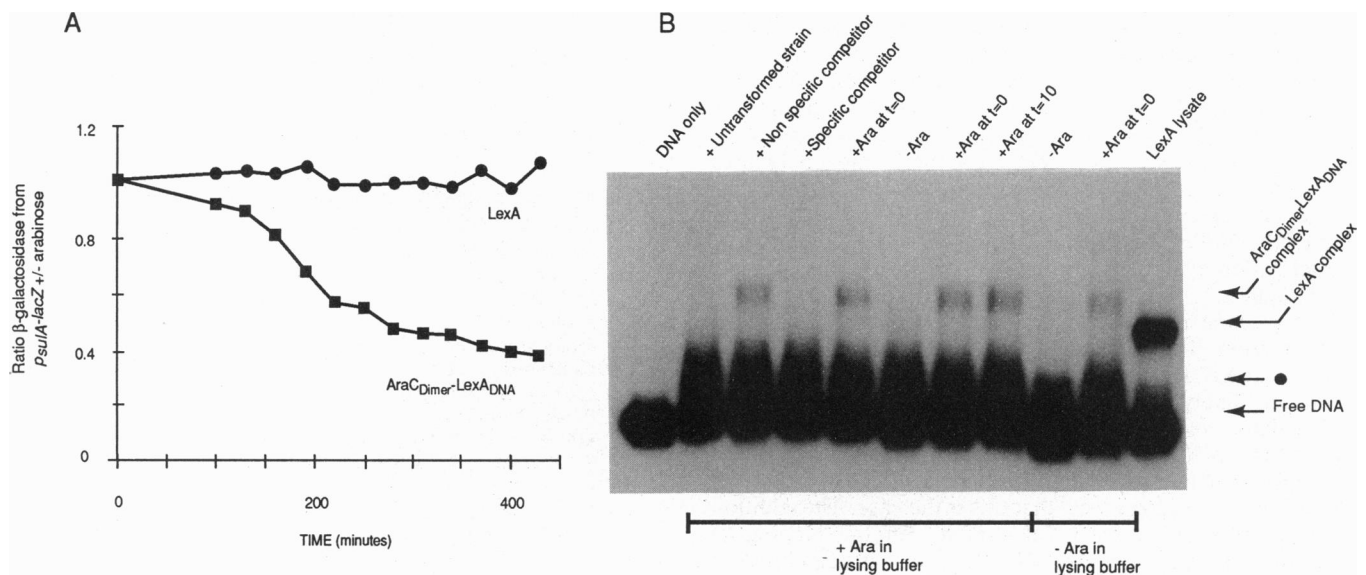 A
Ratio β-galactosidase from
psulA-lacZ +/- arabinose
1.2
1.0
0.8
0.4
0
0
200
400
TIME (minutes)
LexA
AraCDimer-LexADNA
B
DNA only
+ Untransformed strain
+ Non specific competitor
+Specific competitor
+Ara at t=0
-Ara
+Ara at t=0
+Ara at t=10
-Ara
+Ara at t=0
LexA lysate
AraCDimerLexADNA
complex
LexA complex
Free DNA
+ Ara in
lysing buffer
- Ara in
lysing buffer